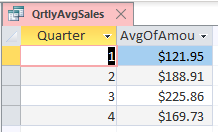 QrtlyAvgSales
Quarter AvgOfAmou
1 $121.95
2 $188.91
3 $225.86
4 $169.73